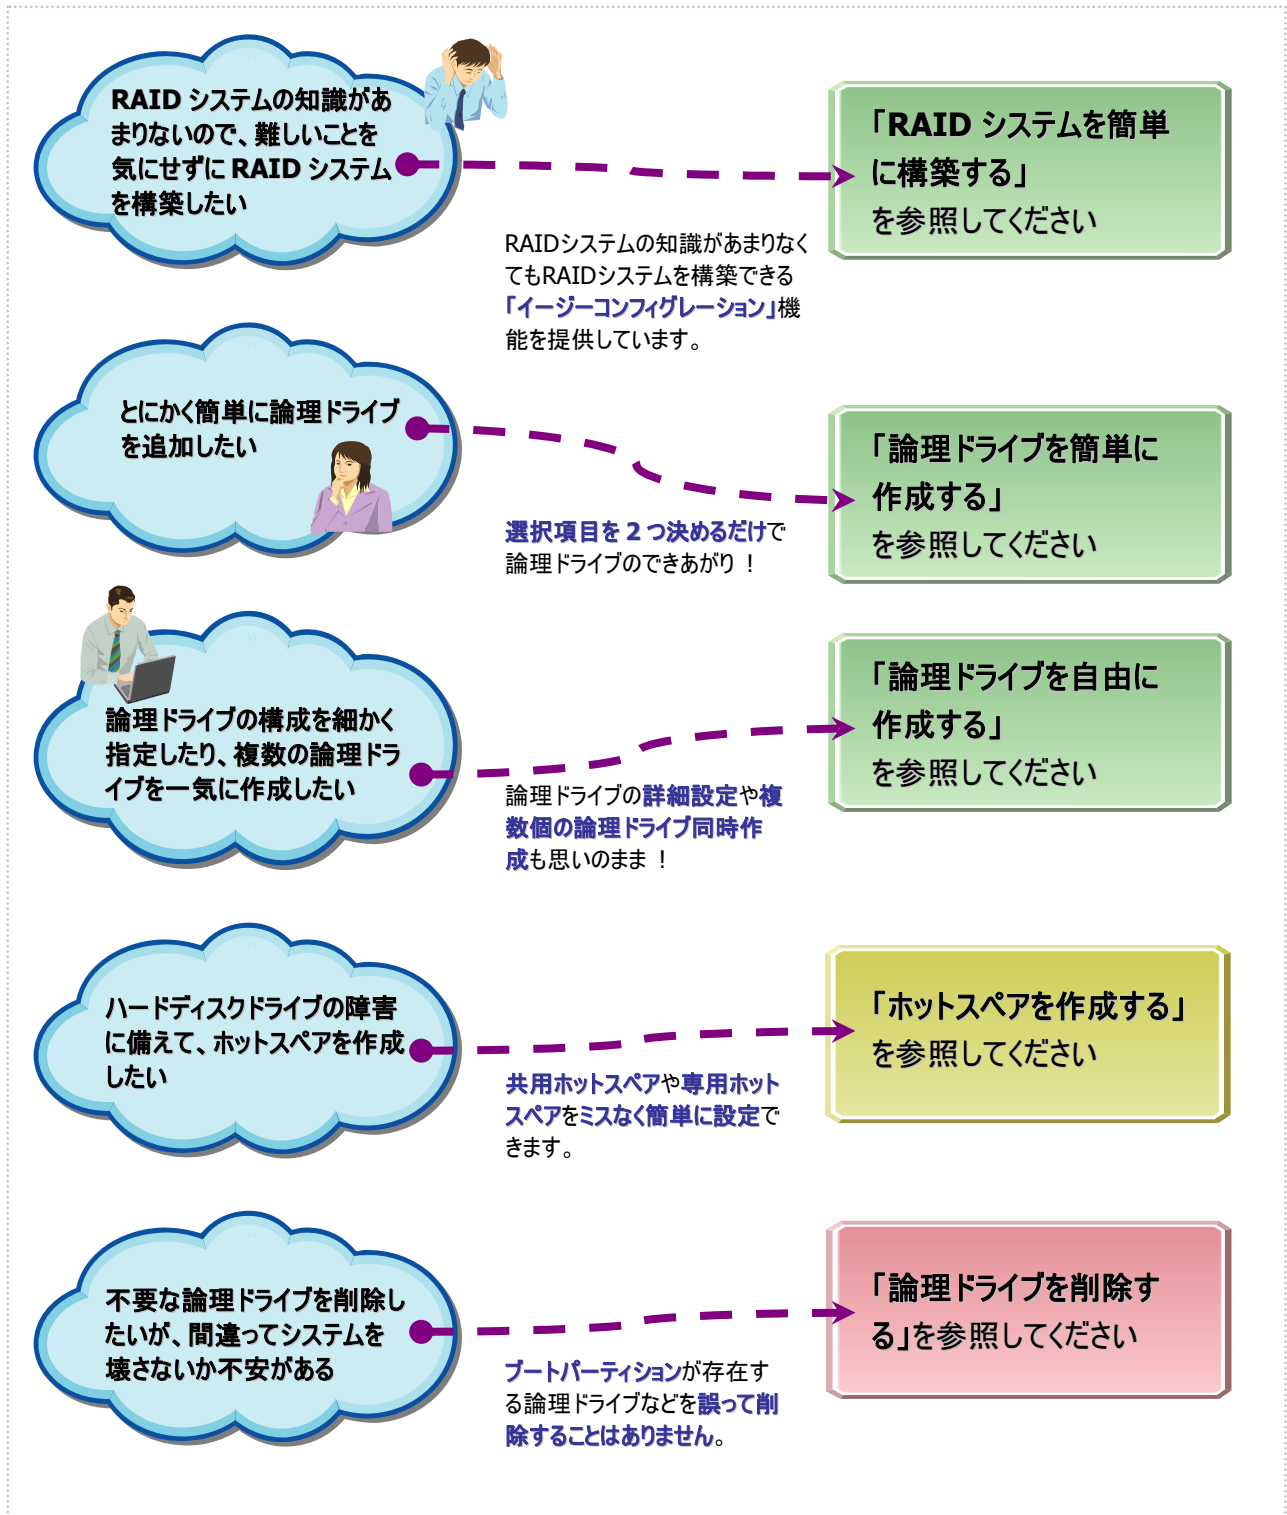 RAID システムの知識があ
まりないので、難しいことを
気にせずに RAID システム
を構築したい
「RAID システムを簡単
に構築する」
を参照してください
RAIDシステムの知識があまりなく
てもRAIDシステムを構築できる
「イージーコンフィグレーション」機
能を提供しています。
とにかく簡単に論理ドライブ
を追加したい
「論理ドライブを簡単に
作成する」
を参照してください
選択項目を２つ決めるだけで
論理ドライブのできあがり！
論理ドライブの構成を細かく
指定したり、複数の論理ドラ
イブを一気に作成したい
「論理ドライブを自由に
作成する」
を参照してください
論理ドライブの詳細設定や複
数個の論理ドライブ同時作
成も思いのまま！
ハードディスクドライブの障害
に備えて、ホットスペアを作成
したい
「ホットスペアを作成する」
を参照してください
共用ホットスペアや専用ホット
スペアをミスなく簡単に設定で
きます。
不要な論理ドライブを削除し
たいが、間違ってシステムを
壊さないか不安がある
「論理ドライブを削除す
る」を参照してください
ブートパーティションが存在す
る論理ドライブなどを誤って削
除することはありません。